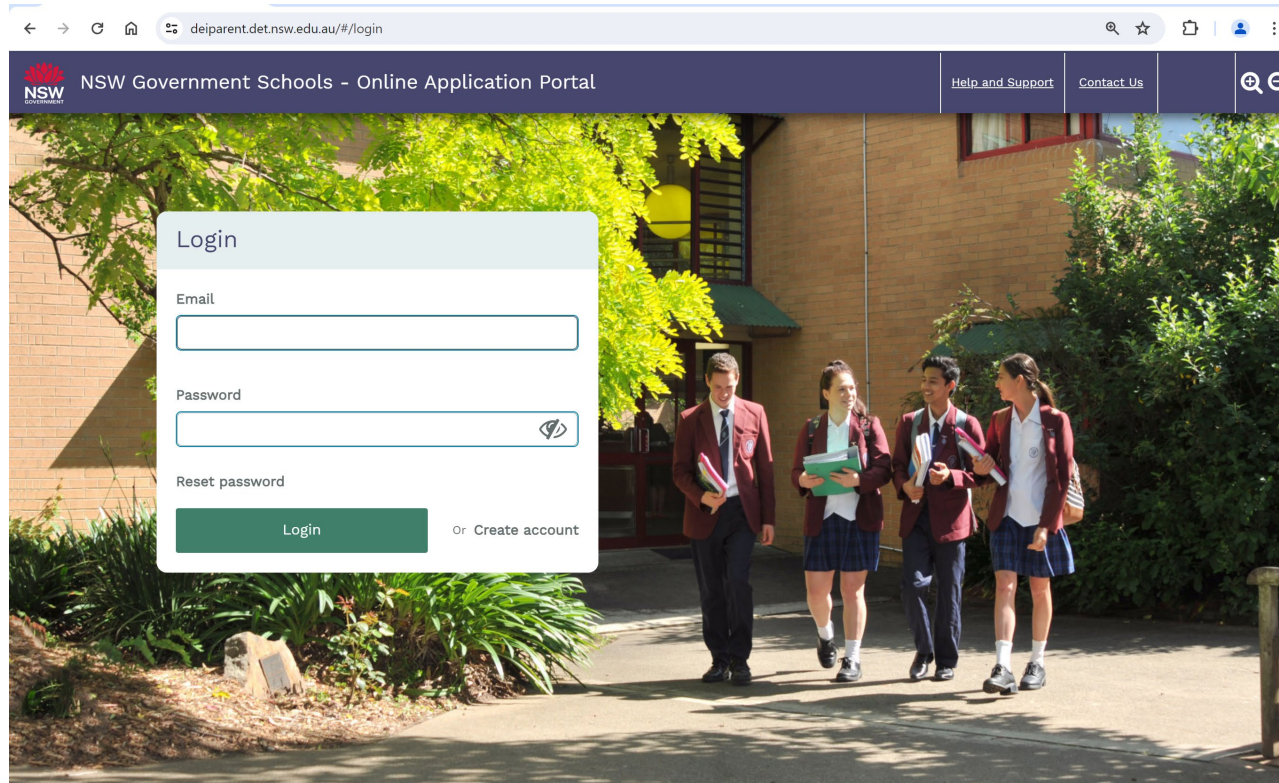 deiparent.det.nsw.edu.au/#/login
NSW
GOVERNMENT
NSW Government Schools - Online Application Portal
Help and Support
Contact Us
Login
Email
Password
Reset password
Login
Or Create account